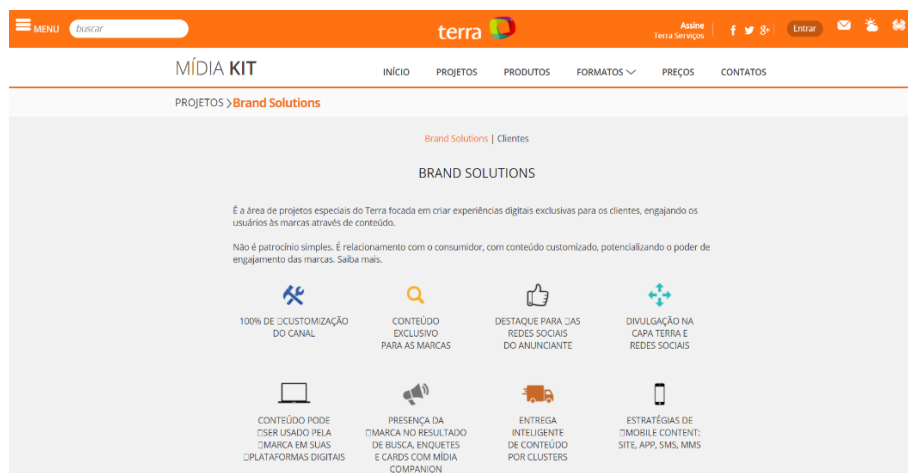 MENU buscar terra Assine Entrar
Terra Serviços
MÍDIA KIT INÍCIO PROJETOS PRODUTOS FORMATOS PREÇOS CONTATOS
PROJETOS Brand Solutions
Brand Solutions | Clientes
BRAND SOLUTIONS
É a área de projetos especiais do Terra focada em criar experiências digitais exclusivas para os clientes, engajando os
usuários às marcas através de conteúdo.
Não é patrocínio simples. É relacionamento com o consumidor, com conteúdo customizado, potencializando o poder de
engajamento das marcas. Saiba mais.
100% DE □CUSTOMIZAÇÃO
DO CANAL
CONTEÚDO
EXCLUSIVO
PARA AS MARCAS
DESTAQUE PARA □AS
REDES SOCIAIS
DO ANUNCIANTE
DIVULGAÇÃO NA
CAPA TERRA E
REDES SOCIAIS
CONTEÚDO PODE
□SER USADO PELA
□MARCA EM SUAS
□PLATAFORMAS DIGITAIS
PRESENÇA DA
□MARCA NO RESULTADO
DE BUSCA, ENQUETES
E CARDS COM MÍDIA
COMPANION
ENTREGA
INTELIGENTE
DE CONTEÚDO
POR CLUSTERS
ESTRATÉGIAS DE
□MOBILE CONTENT:
SITE, APP, SMS, MMS